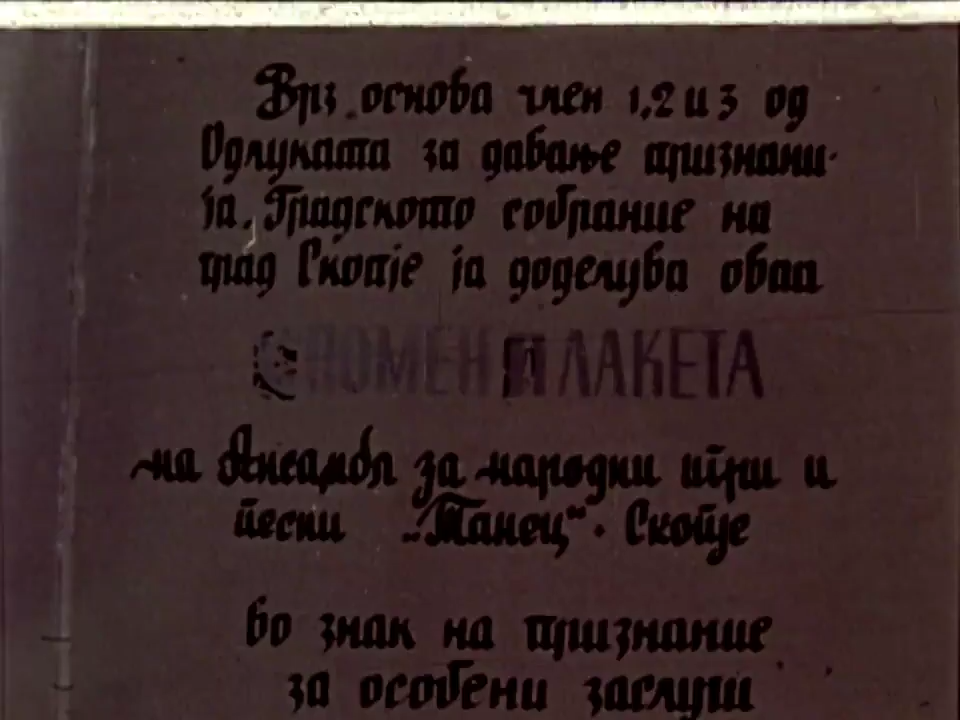 Врз основа член 1,2 и 3 од
Одлуката за давање признани-
ја, Градското собрание на
град Скопје ја доделува оваа
СПОМЕН ПЛАКЕТА
на Ансамбл за народни игри и
песни „Танец“ - Скопје
во знак на признание
за особени заслуги